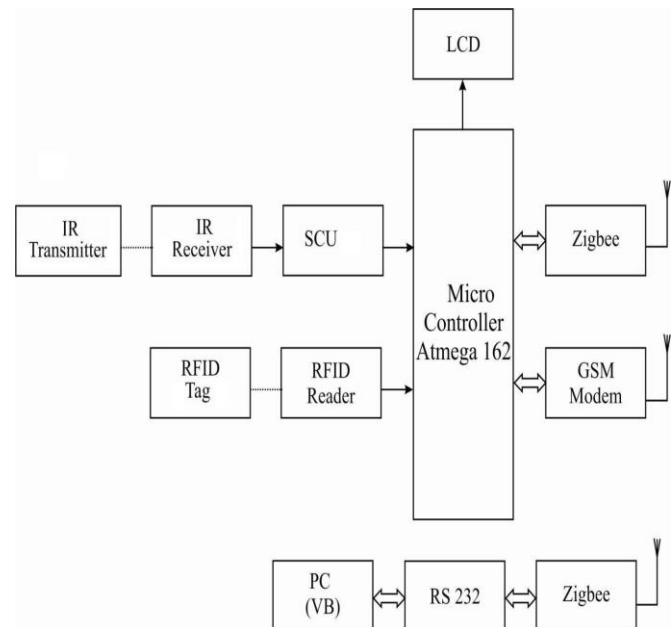 LCD
IR
Transmitter
IR
Receiver
SCU
Micro
Controller
Atmega 162
Zigbee
RFID
Tag
RFID
Reader
GSM
Modem
PC
(VB)
RS 232
Zigbee